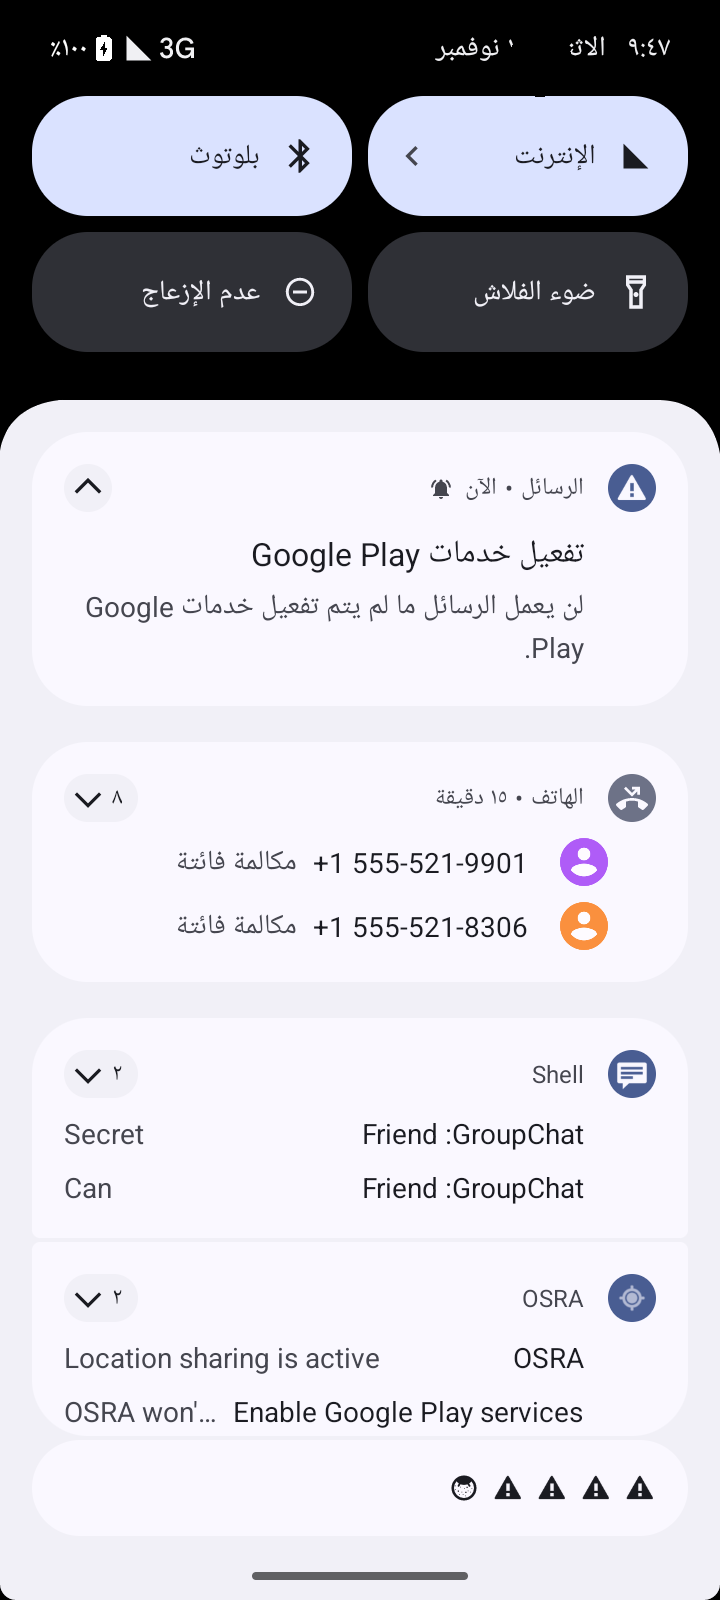 ٩:٤٧ الاث ١ نوفمبر 3G ٪١٠٠
الإنترنت
بلوتوث
ضوء الفلاش
عدم الإزعاج
الرسائل • الآن
تفعيل خدمات Google Play
لن يعمل الرسائل ما لم يتم تفعيل خدمات Google
Play.
الهاتف • ١٥ دقيقة ٨
+1 555-521-9901 مكالمة فائتة
+1 555-521-8306 مكالمة فائتة
Shell ٢
Friend :GroupChat Secret
Friend :GroupChat Can
OSRA ٢
OSRA Location sharing is active
Enable Google Play services OSRA won'...